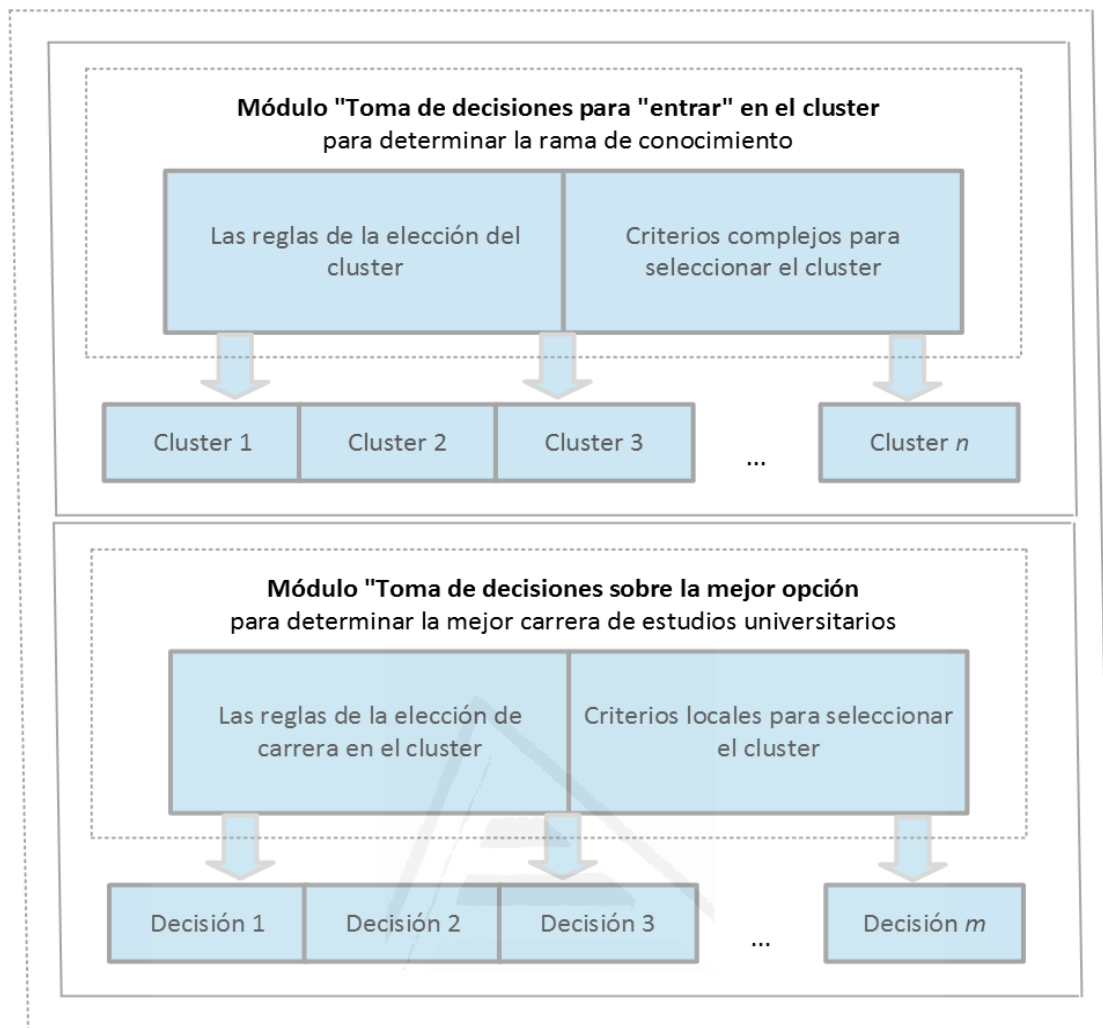 Módulo "Toma de decisiones para "entrar" en el cluster
para determinar la rama de conocimiento
Las reglas de la elección del
cluster
Criterios complejos para
seleccionar el cluster
Cluster 1
Cluster 2
Cluster 3
...
Cluster n
Módulo "Toma de decisiones sobre la mejor opción
para determinar la mejor carrera de estudios universitarios
Las reglas de la elección de
carrera en el cluster
Criterios locales para seleccionar
el cluster
Decisión 1
Decisión 2
Decisión 3
...
Decisión m